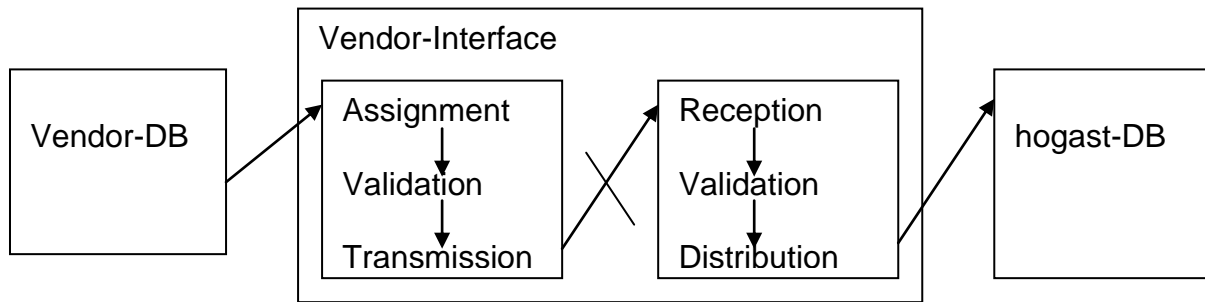 Vendor-Interface
Vendor-DB
Assignment
Validation
Transmission
Reception
Validation
Distribution
hogast-DB